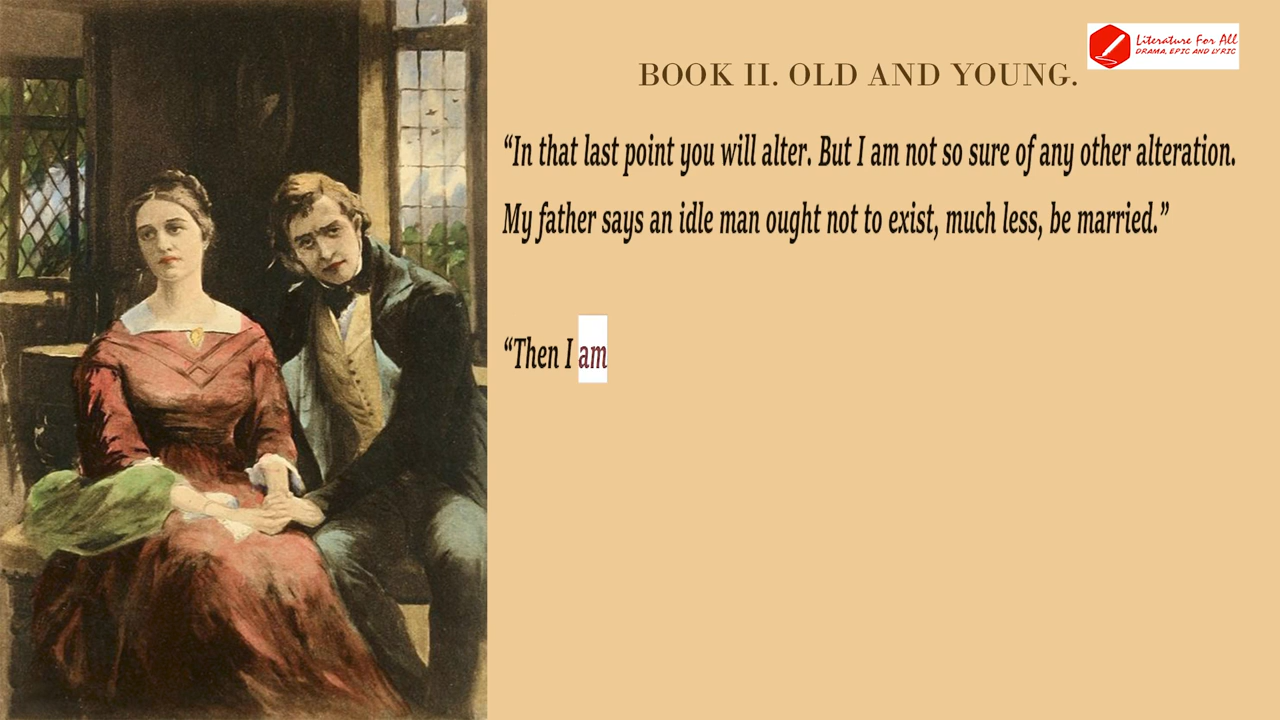 Literature For All
DRAMA, EPIC AND LYRIC
BOOK II. OLD AND YOUNG.
“In that last point you will alter. But I am not so sure of any other alteration.
My father says an idle man ought not to exist, much less, be married.”
“Then I am